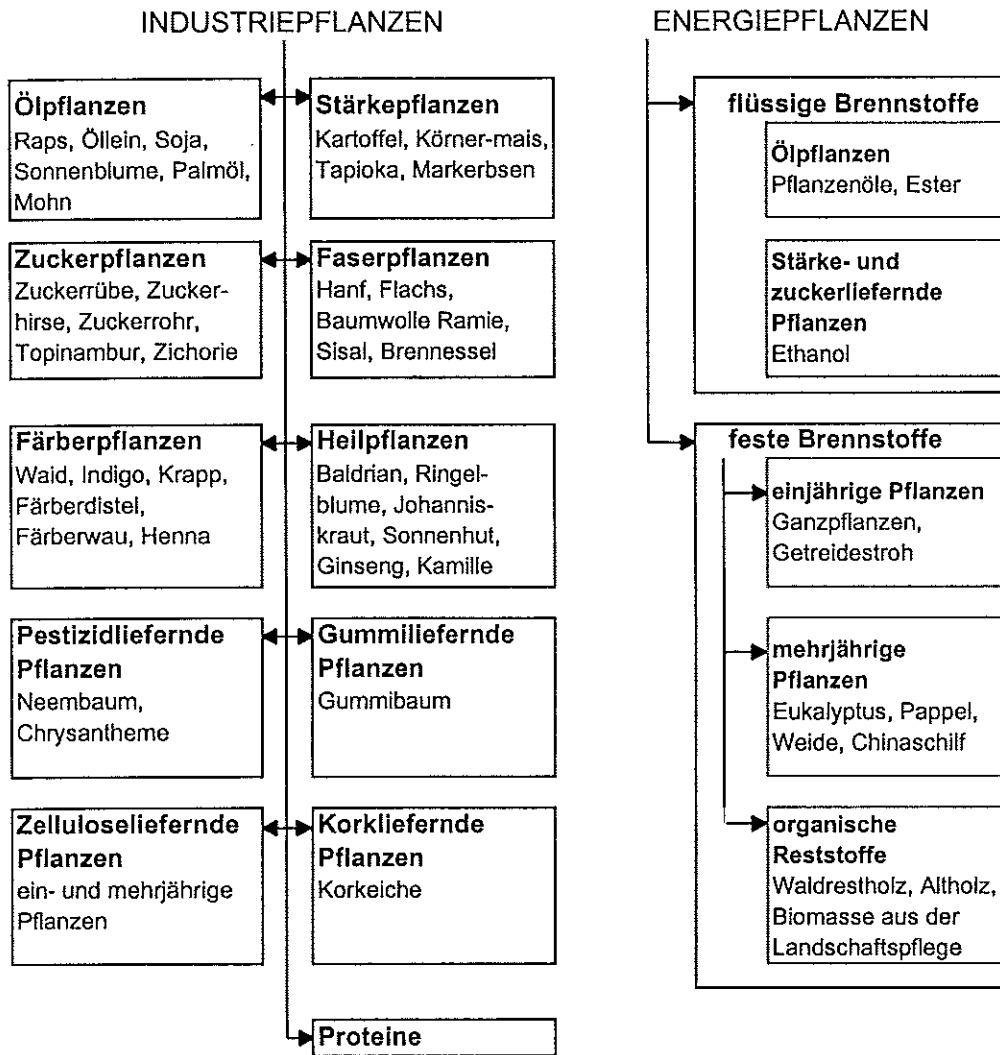 INDUSTRIEPFLANZEN
Ölpflanzen
Raps, Öllein, Soja,
Sonnenblume, Palmöl,
Mohn
Stärkepflanzen
Kartoffel, Körner-mais,
Tapioka, Markerbsen
Zuckerpflanzen
Zuckerrübe, Zucker-
hirse, Zuckerrohr,
Topinambur, Zichorie
Faserpflanzen
Hanf, Flachs,
Baumwolle Ramie,
Sisal, Brennessel
Färberpflanzen
Waid, Indigo, Krapp,
Färberdistel,
Färberwau, Henna
Heilpflanzen
Baldrian, Ringel-
blume, Johannis-
kraut, Sonnenhut,
Ginseng, Kamille
Pestizidliefernde
Pflanzen
Neembaum,
Chrysantheme
Gummiliefernde
Pflanzen
Gummibaum
Zelluloseliefernde
Pflanzen
ein- und mehrjährige
Pflanzen
Korkliefernde
Pflanzen
Korkeiche
Proteine
ENERGIEPFLANZEN
flüssige Brennstoffe
Ölpflanzen
Pflanzenöle, Ester
Stärke- und
zuckerliefernde
Pflanzen
Ethanol
feste Brennstoffe
einjährige Pflanzen
Ganzpflanzen,
Getreidestroh
mehrjährige
Pflanzen
Eukalyptus, Pappel,
Weide, Chinaschilf
organische
Reststoffe
Waldrestholz, Altholz,
Biomasse aus der
Landschaftspflege